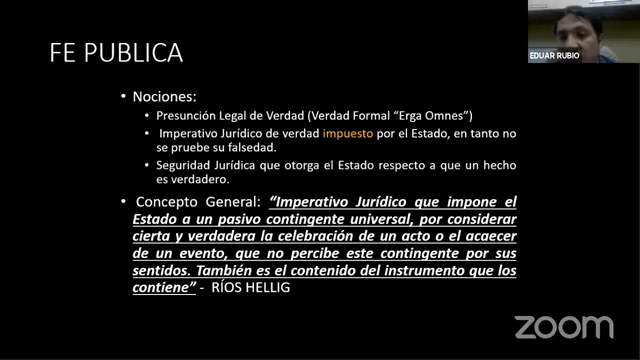 EDUAR RUBIO
FE PUBLICA
• Nociones:
• Presunción Legal de Verdad (Verdad Formal “Erga Omnes”)
• Imperativo Jurídico de verdad impuesto por el Estado, en tanto no
se pruebe su falsedad.
• Seguridad Jurídica que otorga el Estado respecto a que un hecho
es verdadero.
• Concepto General: “Imperativo Jurídico que impone el
Estado a un pasivo contingente universal, por considerar
cierta y verdadera la celebración de un acto o el acaecer
de un evento, que no percibe este contingente por sus
sentidos. También es el contenido del instrumento que los
contiene” - RÍOS HELLIG
zoom